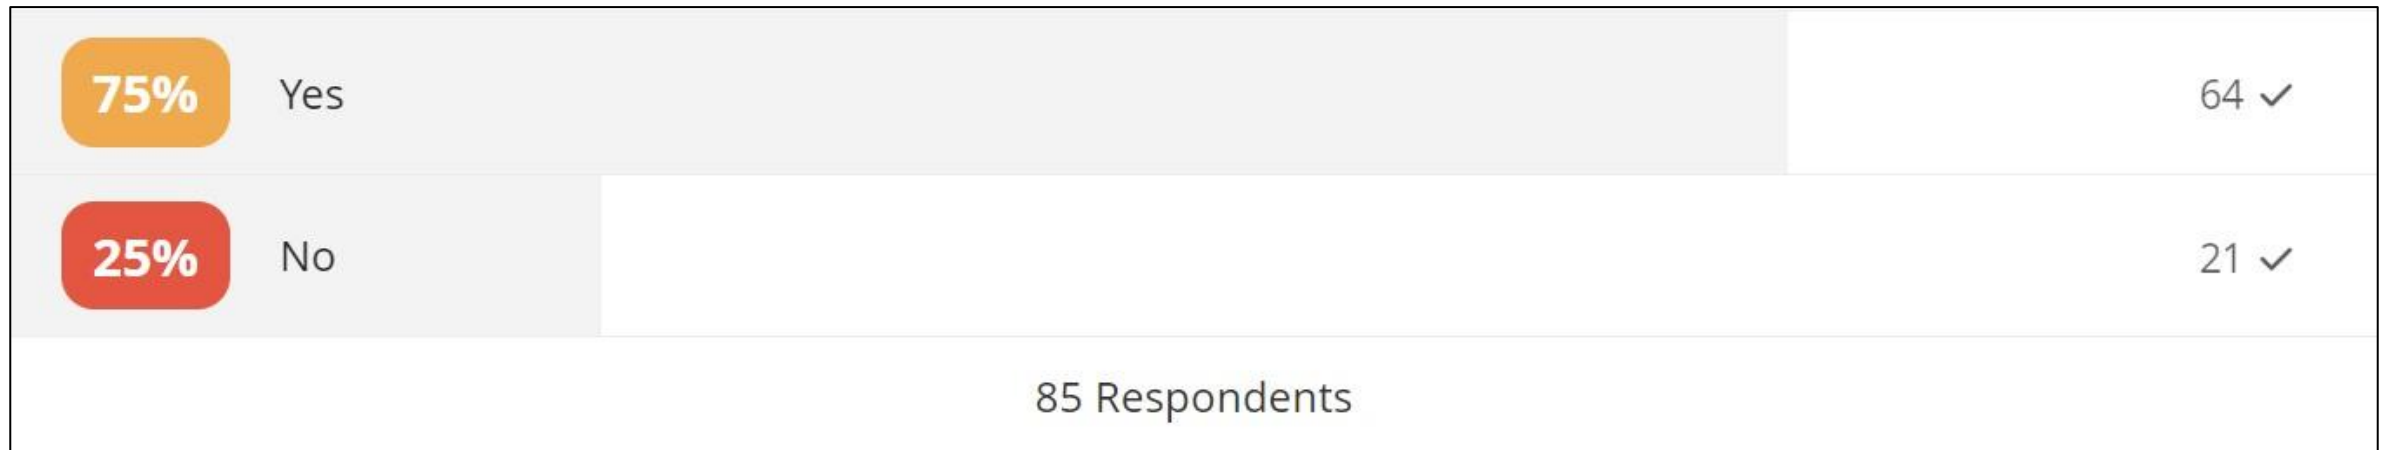 75% Yes 64 ✓
25% No 21 ✓
85 Respondents